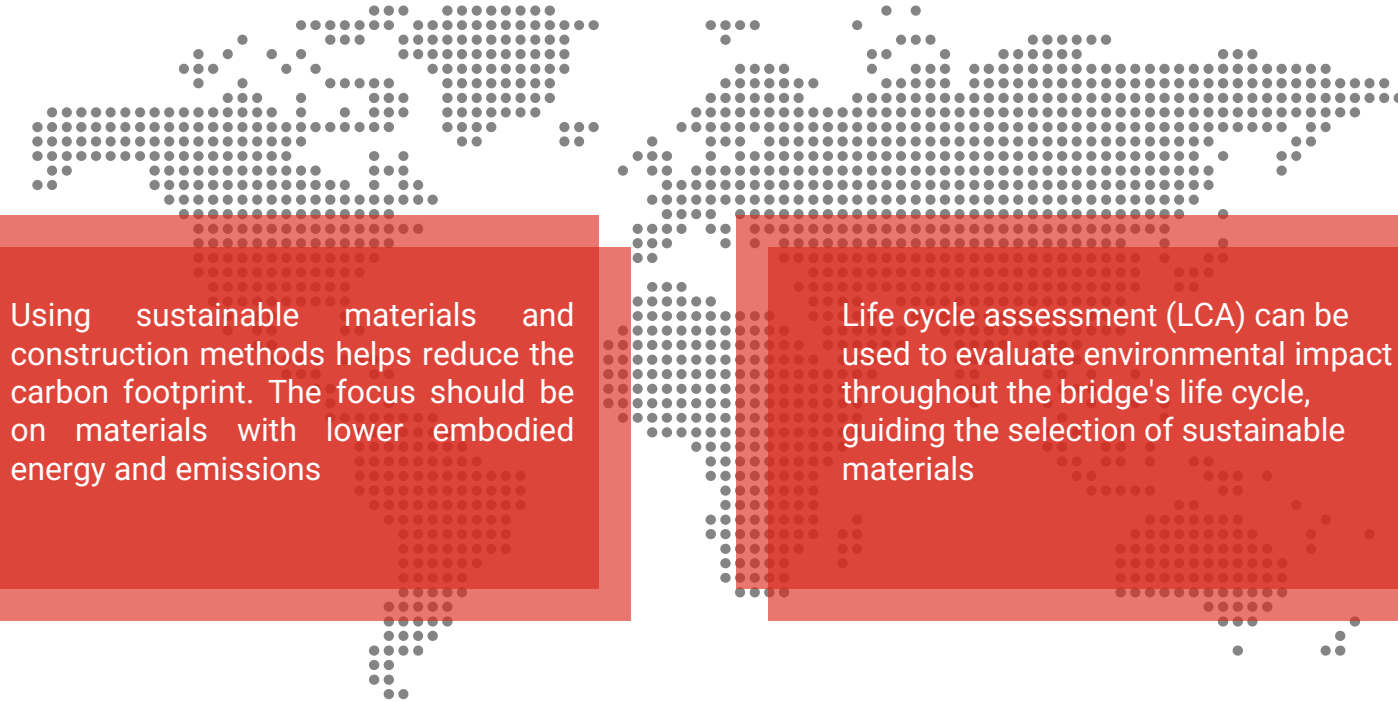 Using sustainable materials and
construction methods helps reduce the
carbon footprint. The focus should be
on materials with lower embodied
energy and emissions
Life cycle assessment (LCA) can be
used to evaluate environmental impact
throughout the bridge's life cycle,
guiding the selection of sustainable
materials